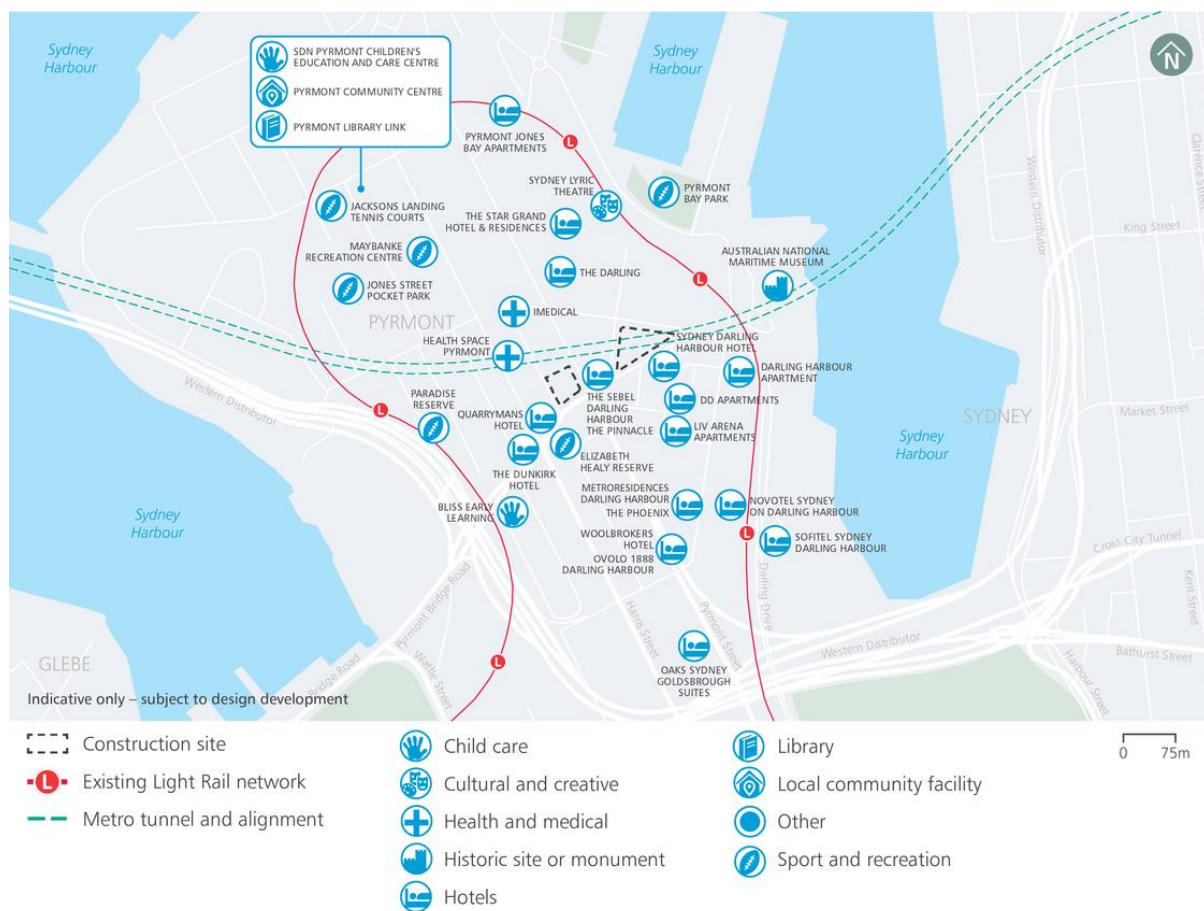 Sydney
Harbour
SDN PYRMONT CHILDREN'S
EDUCATION AND CARE CENTRE
PYRMONT COMMUNITY CENTRE
PYRMONT LIBRARY LINK
Sydney
Harbour
N
PYRMONT JONES
BAY APARTMENTS
L
SYDNEY LYRIC
THEATRE
PYRMONT
BAY PARK
JACKSONS LANDING
TENNIS COURTS
THE STAR GRAND
HOTEL & RESIDENCES
MAYBANKE
RECREATION CENTRE
THE DARLING
JONES STREET
POCKET PARK
AUSTRALIAN NATIONAL
MARITIME MUSEUM
L
Western Distributor
Clarence Street
King Street
PYRMONT
IMEDICAL
HEALTH SPACE
PYRMONT
SYDNEY DARLING
HARBOUR HOTEL
DARLING HARBOUR
APARTMENT
Western Distributor
L
PARADISE
RESERVE
QUARRYMANS
HOTEL
THE SEBEL
DARLING
HARBOUR
THE PINNACLE
DD APARTMENTS
LIV ARENA
APARTMENTS
SYDNEY
Market Street
Sydney
Harbour
THE DUNKIRK
HOTEL
ELIZABETH
HEALY RESERVE
BLISS EARLY
LEARNING
METRORESIDENCES
DARLING HARBOUR
THE PHOENIX
NOVOTEL SYDNEY
ON DARLING HARBOUR
Sydney
Harbour
WOOLBROKERS
HOTEL
OVOLO 1888
DARLING HARBOUR
L
SOFITEL SYDNEY
DARLING HARBOUR
Cross City Tunnel
Kent Street
Darling Drive
Pyrmont Bridge Road
Harris Street
Pyrmont Street
Western Distributor
Bathurst Street
Harbour Street
GLEBE
Bridge Road
Wattle Street
L
OAKS SYDNEY
GOLDSBROUGH
SUITES
Indicative only – subject to design development
Construction site
L Existing Light Rail network
Metro tunnel and alignment
Child care
Cultural and creative
Health and medical
Historic site or monument
Hotels
Library
Local community facility
Other
Sport and recreation
0 75m